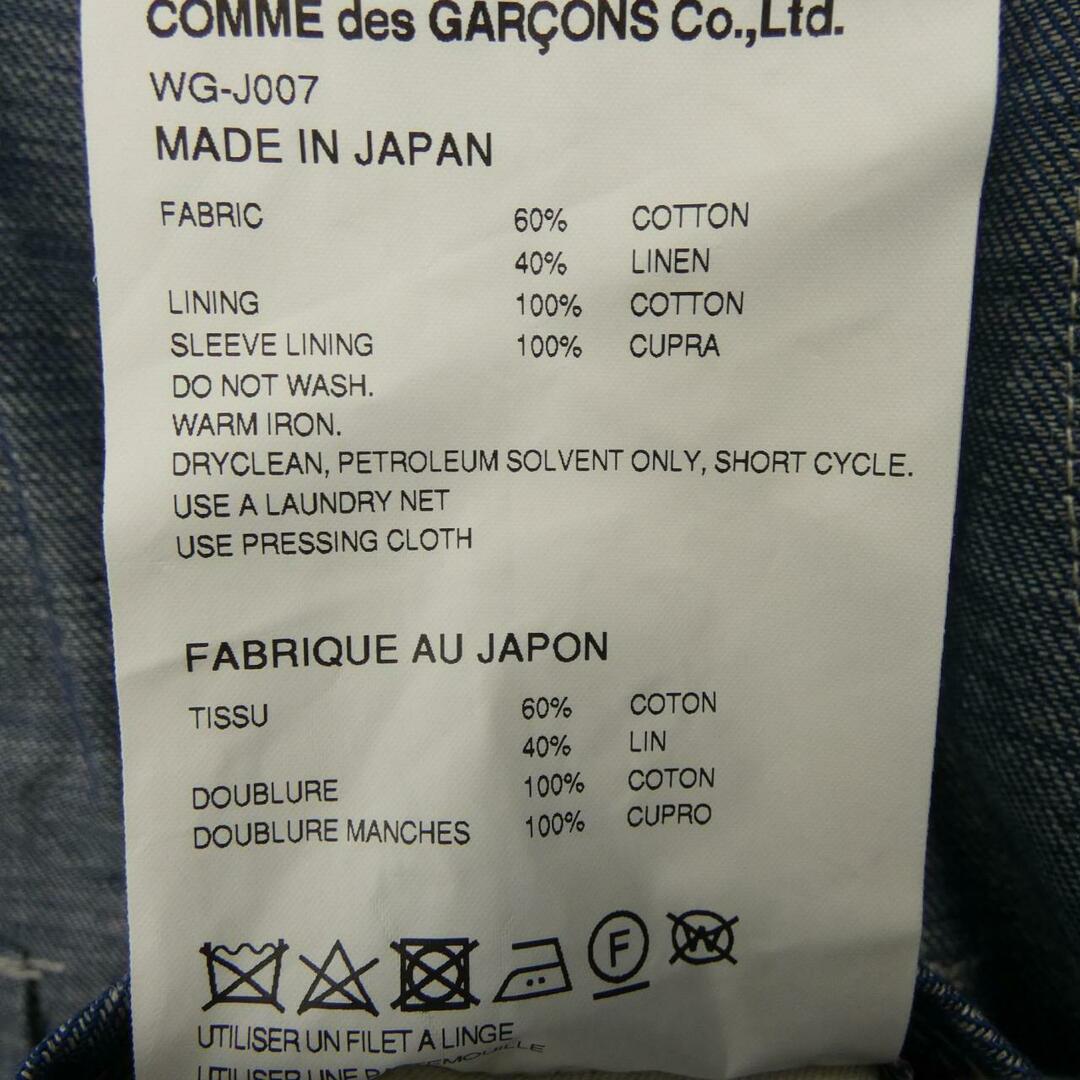 COMME des GARÇONS Co.,Ltd.
WG-J007
MADE IN JAPAN
FABRIC 60% COTTON
40% LINEN
LINING 100% COTTON
SLEEVE LINING 100% CUPRA
DO NOT WASH.
WARM IRON.
DRYCLEAN, PETROLEUM SOLVENT ONLY, SHORT CYCLE.
USE A LAUNDRY NET
USE PRESSING CLOTH
FABRIQUE AU JAPON
TISSU 60% COTON
40% LIN
DOUBLURE 100% COTON
DOUBLURE MANCHES 100% CUPRO
F W
UTILISER UN FILET A LINGE
UTILISER UNE